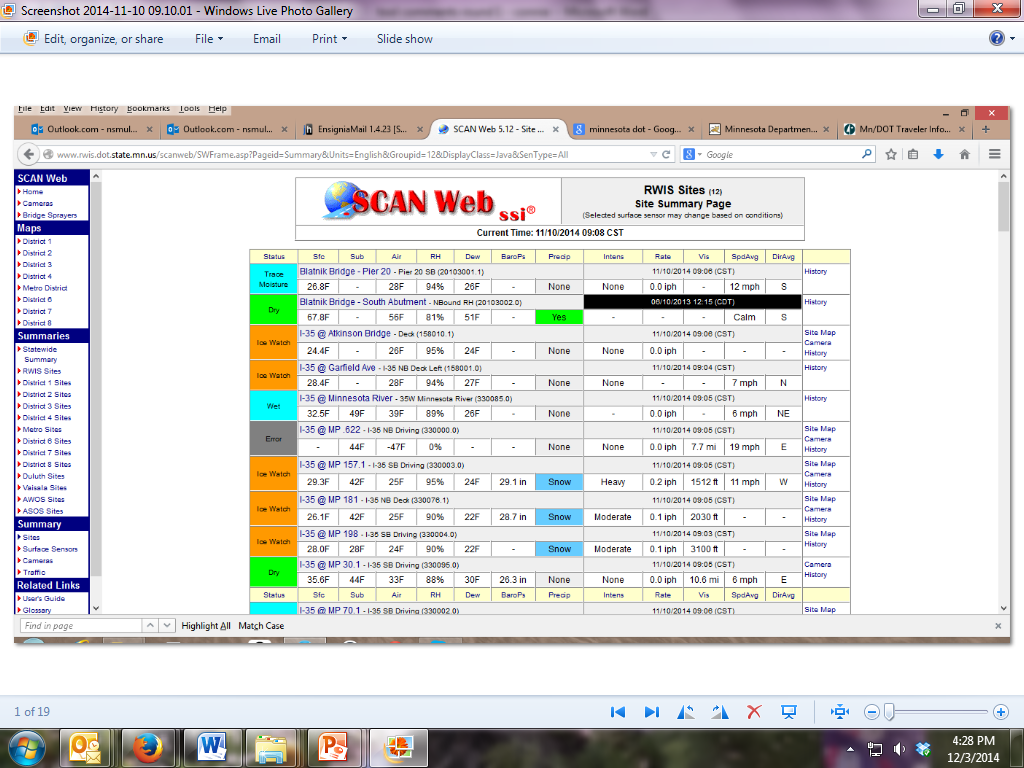 Screenshot 2014-11-10 09.10.01 - Windows Live Photo Gallery
Edit, organize, or share File Email Print Slide show
File Edit View History Bookmarks Tools Help
Outlook.com - nsmul... Outlook.com - nsmul... EnsigniaMail 1.4.23 [S... SCAN Web 5.12 - Site ... minnesota dot - Goog... Minnesota Departmen... Mn/DOT Traveler Info...
www.rwis.dot.state.mn.us/scanweb/SWFrame.asp?Pageid=Summary&Units=English&Groupid=12&DisplayClass=Java&SenType=All Google
SCAN Web
Home
Cameras
Bridge Sprayers
Maps
District 1
District 2
District 3
District 4
Metro District
District 6
District 7
District 8
Summaries
Statewide
Summary
RWIS Sites
District 1 Sites
District 2 Sites
District 3 Sites
District 4 Sites
Metro Sites
District 6 Sites
District 7 Sites
District 8 Sites
Duluth Sites
Vaisala Sites
AWOS Sites
ASOS Sites
Summary
Sites
Surface Sensors
Cameras
Traffic
Related Links
User's Guide
Glossary
SCAN Web ssi®
RWIS Sites (12)
Site Summary Page
(Selected surface sensor may change based on conditions)
Current Time: 11/10/2014 09:08 CST
Status Sfc Sub Air RH Dew BaroPs Precip Intens Rate Vis SpdAvg DirAvg
Trace Moisture
Blatnik Bridge - Pier 20 - Pier 20 SB (20103001.1) 11/10/2014 09:06 (CST) History
26.8F - 28F 94% 26F - None None 0.0 iph - 12 mph S
Dry
Blatnik Bridge - South Abutment - NBound RH (20103002.0) 06/10/2013 12:15 (CDT) History
67.8F - 56F 81% 51F - Yes - - - Calm S
Ice Watch
I-35 @ Atkinson Bridge - Deck (158010.1) 11/10/2014 09:06 (CST) Site Map Camera History
24.4F - 26F 95% 24F - None None 0.0 iph - - -
Ice Watch
I-35 @ Garfield Ave - I-35 NB Deck Left (158001.0) 11/10/2014 09:04 (CST) History
28.4F - 28F 94% 27F - None None - - 7 mph N
Wet
I-35 @ Minnesota River - 35W Minnesota River (330085.0) 11/10/2014 09:05 (CST) History
32.5F 49F 39F 89% 26F - None - 0.0 iph - 6 mph NE
Error
I-35 @ MP .622 - I-35 NB Driving (330000.0) 11/10/2014 09:05 (CST) Site Map Camera History
- 44F -47F 0% - - None None 0.0 iph 7.7 mi 19 mph E
Ice Watch
I-35 @ MP 157.1 - I-35 SB Driving (330003.0) 11/10/2014 09:05 (CST) Site Map Camera History
29.3F 42F 25F 95% 24F 29.1 in Snow Heavy 0.2 iph 1512 ft 11 mph W
Ice Watch
I-35 @ MP 181 - I-35 NB Deck (330076.1) 11/10/2014 09:05 (CST) Site Map Camera History
26.1F 42F 25F 90% 22F 28.7 in Snow Moderate 0.1 iph 2030 ft - -
Ice Watch
I-35 @ MP 198 - I-35 SB Driving (330004.0) 11/10/2014 09:03 (CST) Site Map History
28.0F 28F 24F 90% 22F - Snow Moderate 0.1 iph 3100 ft - -
Dry
I-35 @ MP 30.1 - I-35 SB Driving (330095.0) 11/10/2014 09:05 (CST) Camera History
35.6F 44F 33F 88% 30F 26.3 in None None 0.0 iph 10.6 mi 6 mph E
Status Sfc Sub Air RH Dew BaroPs Precip Intens Rate Vis SpdAvg DirAvg
I-35 @ MP 70.1 - I-35 SB Driving (330002.0) 11/10/2014 09:06 (CST) Site Map
Find in page Highlight All Match Case
1 of 19
4:28 PM
12/3/2014